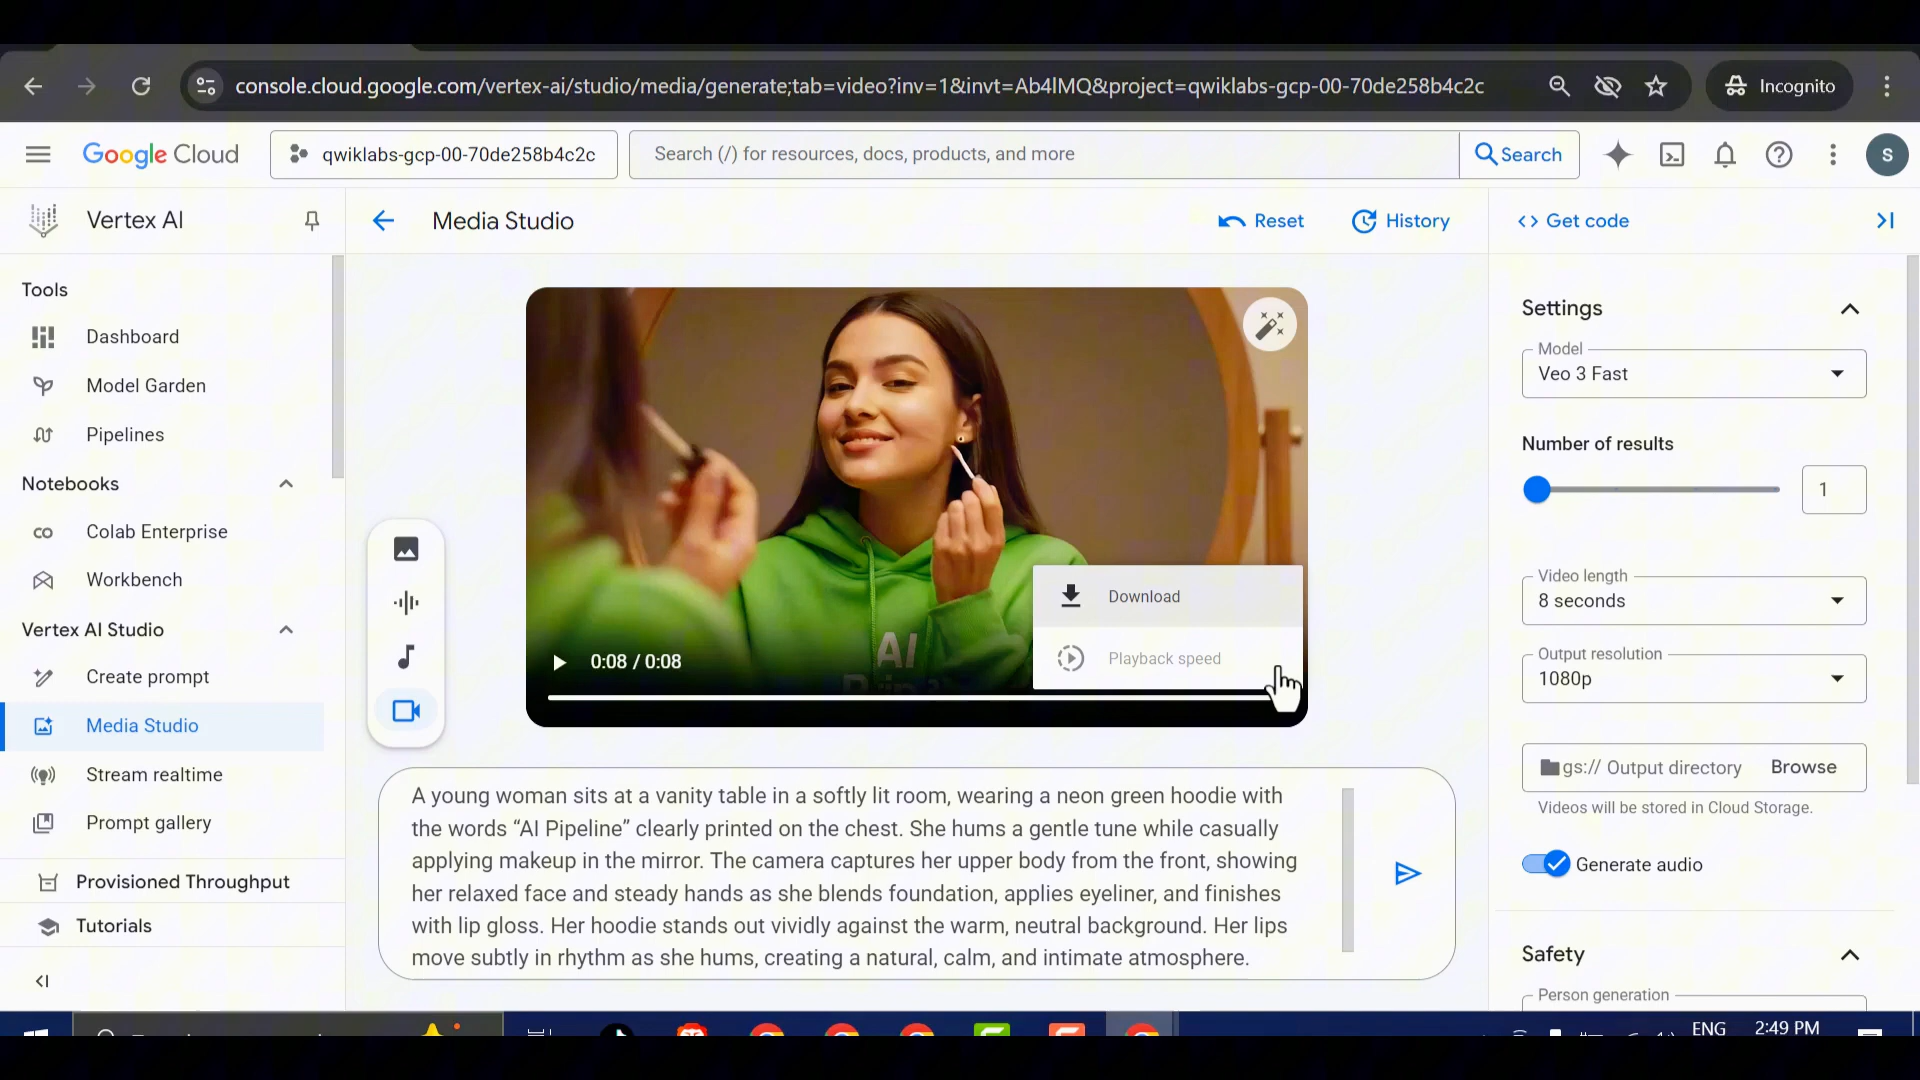 console.cloud.google.com/vertex-ai/studio/media/generate;tab=video?inv=1&invt=Ab4lMQ&project=qwiklabs-gcp-00-70de258b4c2c
Incognito
Google Cloud
qwiklabs-gcp-00-70de258b4c2c
Search (/) for resources, docs, products, and more
Search
S
Vertex AI
Media Studio
Reset
History
Get code
Tools
Dashboard
Model Garden
Pipelines
Notebooks
Colab Enterprise
Workbench
Vertex AI Studio
Create prompt
Media Studio
Stream realtime
Prompt gallery
Provisioned Throughput
Tutorials
AI
0:08 / 0:08
Download
Playback speed
A young woman sits at a vanity table in a softly lit room, wearing a neon green hoodie with
the words “AI Pipeline” clearly printed on the chest. She hums a gentle tune while casually
applying makeup in the mirror. The camera captures her upper body from the front, showing
her relaxed face and steady hands as she blends foundation, applies eyeliner, and finishes
with lip gloss. Her hoodie stands out vividly against the warm, neutral background. Her lips
move subtly in rhythm as she hums, creating a natural, calm, and intimate atmosphere.
Settings
Model
Veo 3 Fast
Number of results
1
Video length
8 seconds
Output resolution
1080p
gs:// Output directory
Browse
Videos will be stored in Cloud Storage.
Generate audio
Safety
Person generation
ENG
2:49 PM